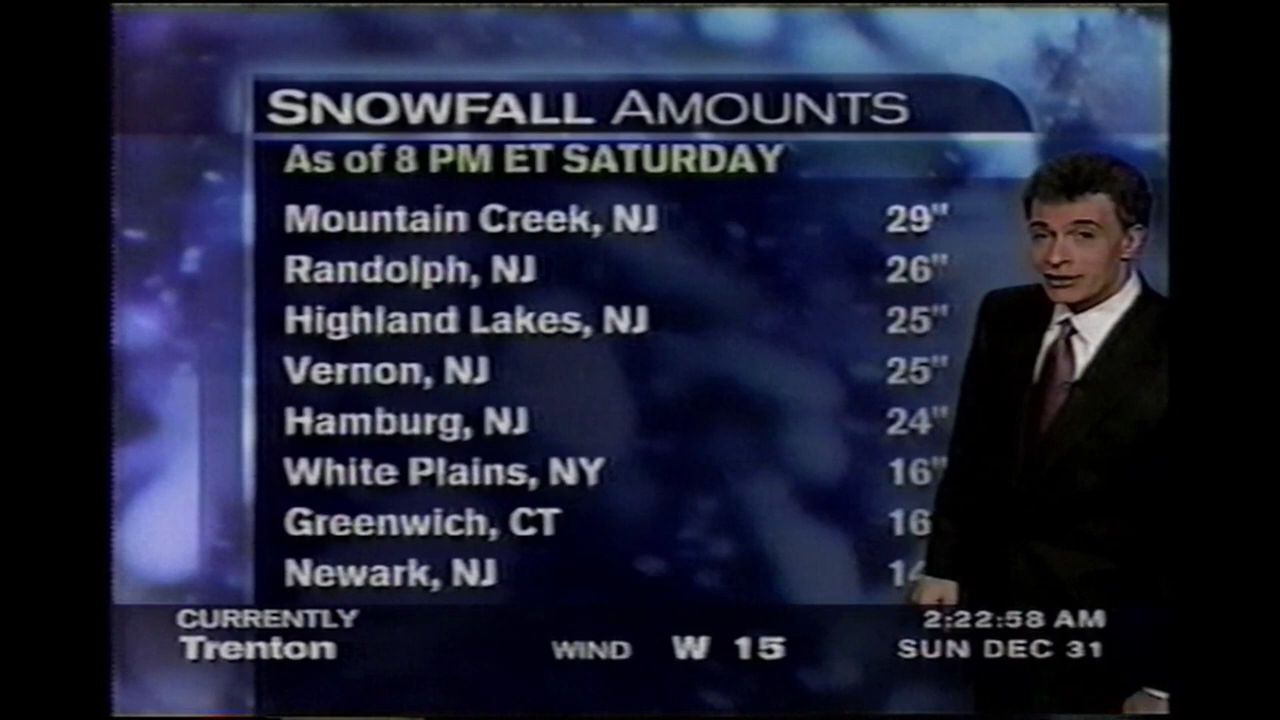 SNOWFALL AMOUNTS
As of 8 PM ET SATURDAY
Mountain Creek, NJ 29"
Randolph, NJ 26"
Highland Lakes, NJ 25"
Vernon, NJ 25"
Hamburg, NJ 24"
White Plains, NY 16"
Greenwich, CT 16
Newark, NJ 14
CURRENTLY 2:22:58 AM
Trenton WIND W 15 SUN DEC 31